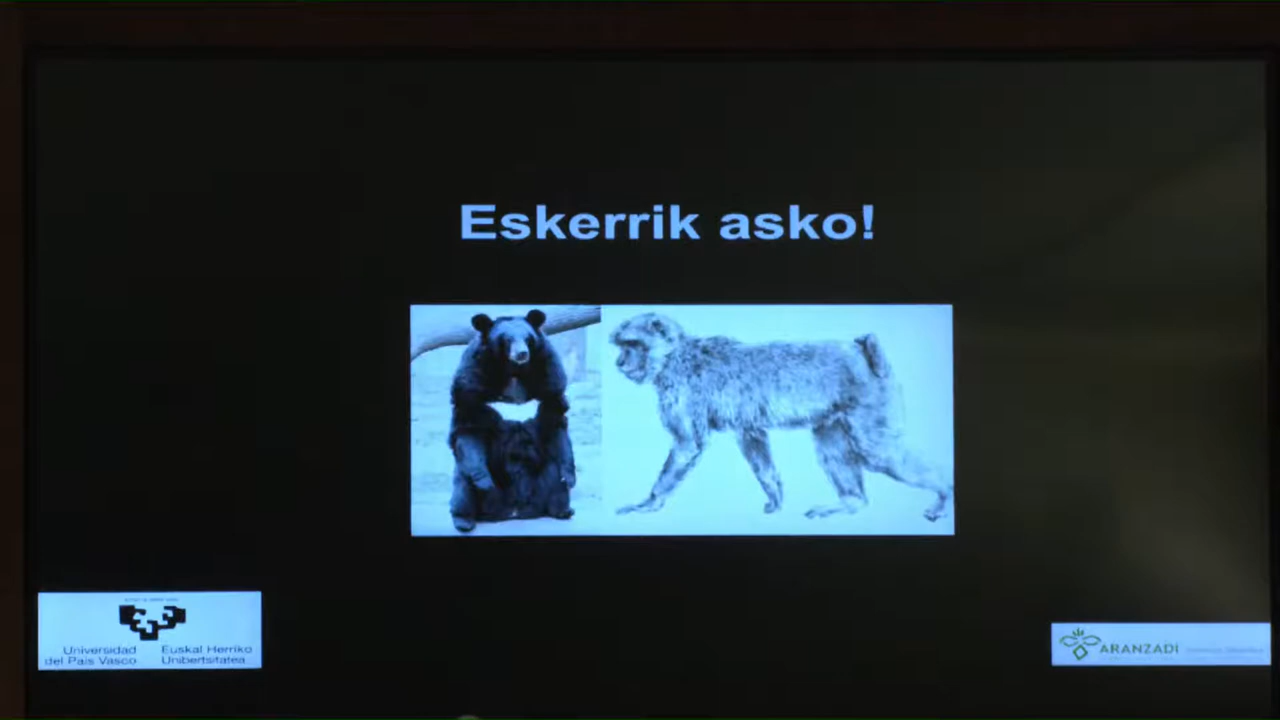 Eskerrik asko!
Universidad
del País Vasco
Euskal Herriko
Unibertsitatea
ARANZADI